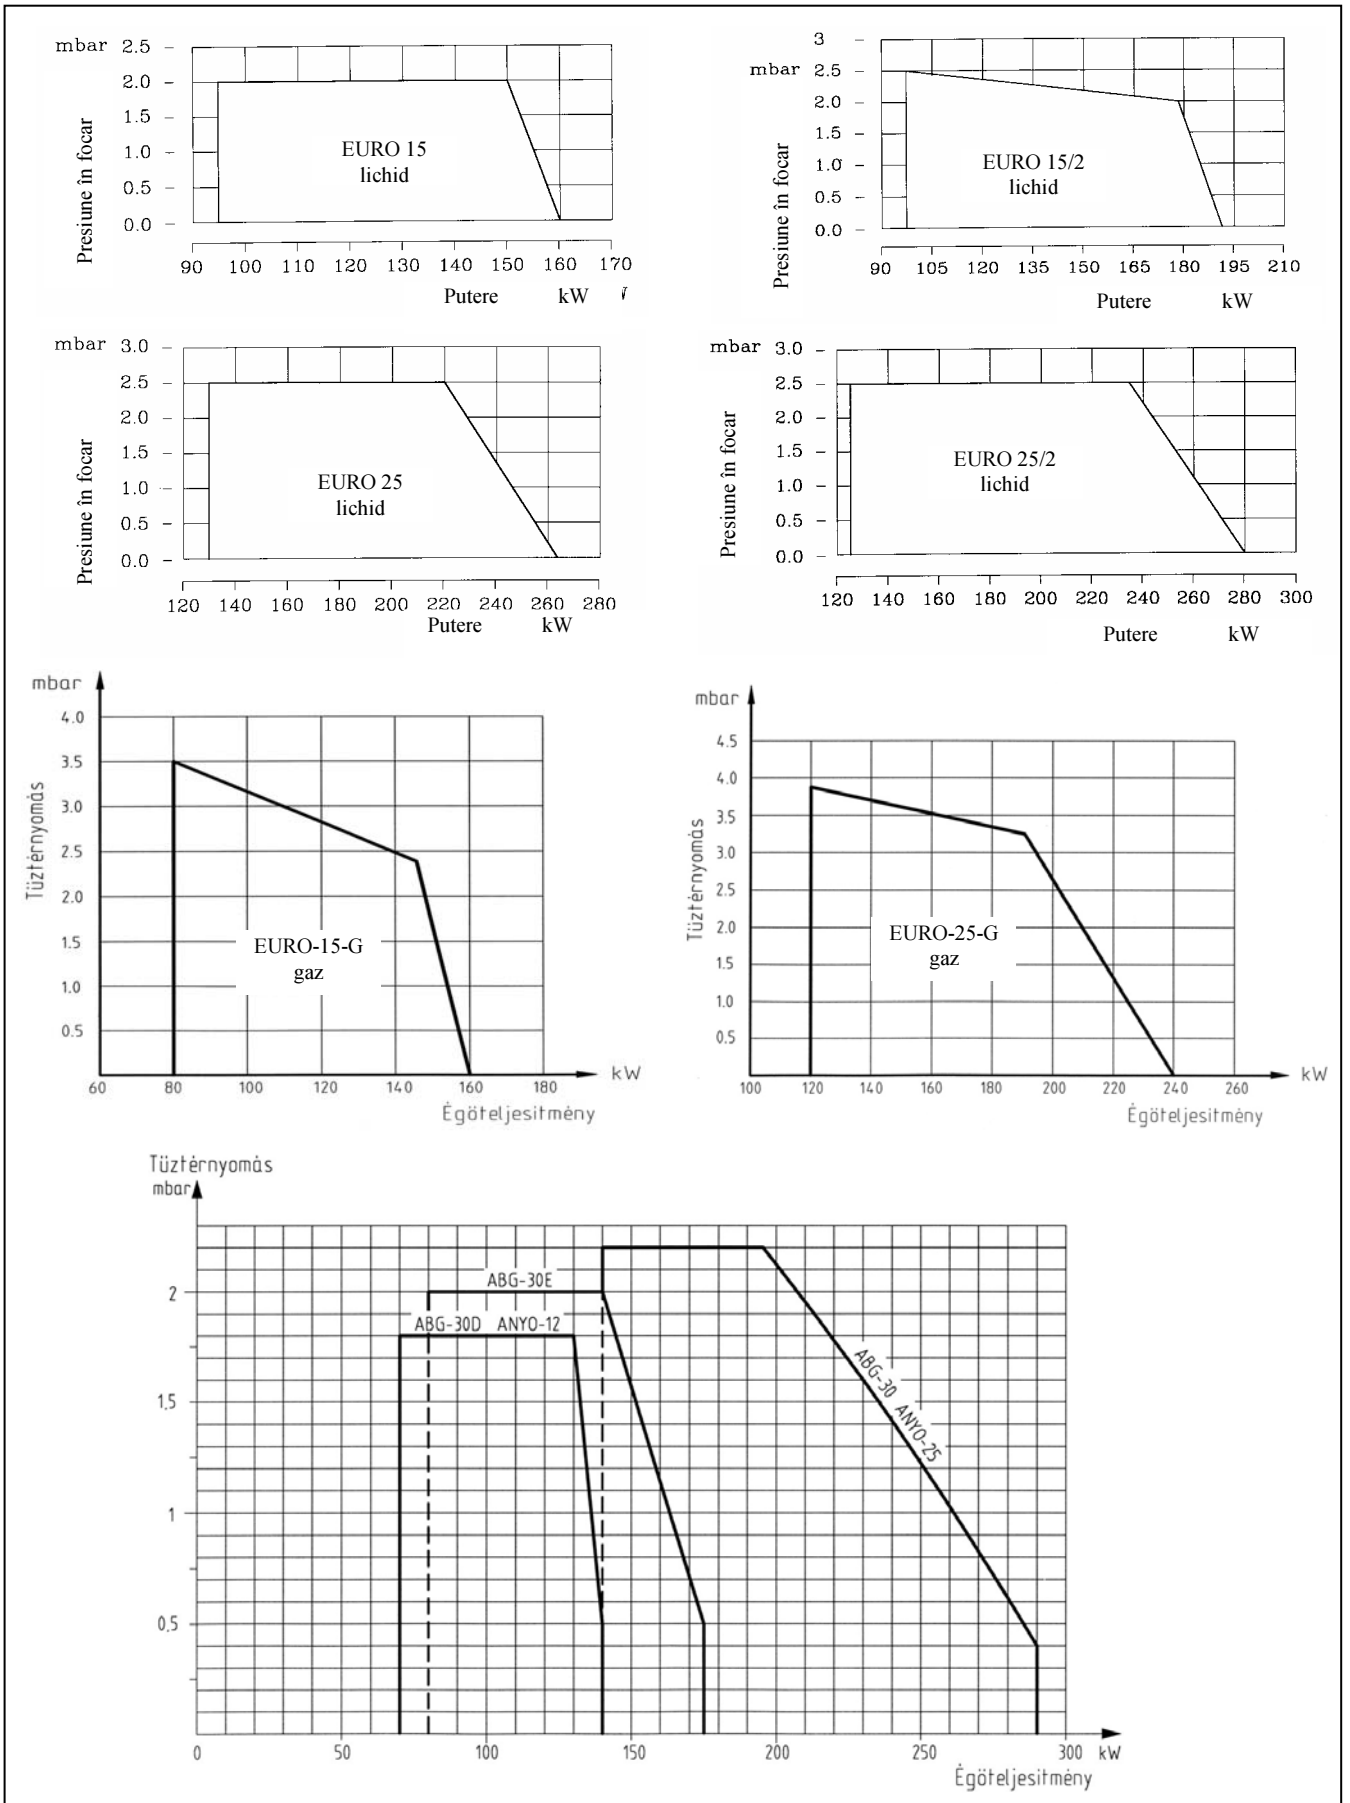 mbar 2.5
2.0
1.0
0.5
0.0
Presiune în focar
EURO 15
lichid
90 100 110 120 130 140 150 160 170
Putere kW
3
mbar 2.5
2.0
1.5
1.0
0.5
0.0
Presiune în focar
EURO 15/2
lichid
90 105 120 135 150 165 180 195 210
Putere kW
mbar 3.0
2.5
2.0
1.5
1.0
0.5
0.0
Presiune în focar
EURO 25
lichid
120 140 160 180 200 220 240 260 280
Putere kW
mbar 3.0
2.5
2.0
1.5
1.0
0.5
0.0
Presiune în focar
EURO 25/2
lichid
120 140 160 180 200 220 240 260 280 300
Putere kW
mbar
4.0
3.5
3.0
2.5
2.0
1.5
1.0
0.5
Tüztérnyomás
EURO-15-G
gaz
60 80 100 120 140 160 180 kW
Égöteljesitmény
mbar
4.5
4.0
3.5
3.0
2.5
2.0
1.5
1.0
0.5
Tüztérnyomás
EURO-25-G
gaz
100 120 140 160 180 200 220 240 260 kW
Égöteljesitmény
Tüztérnyomás
mbar
2
1,5
1
0,5
ABG-30E
ABG-30D ANYO-12
ABG-30 ANYO-25
0 50 100 150 200 250 300 kW
Égöteljesitmény